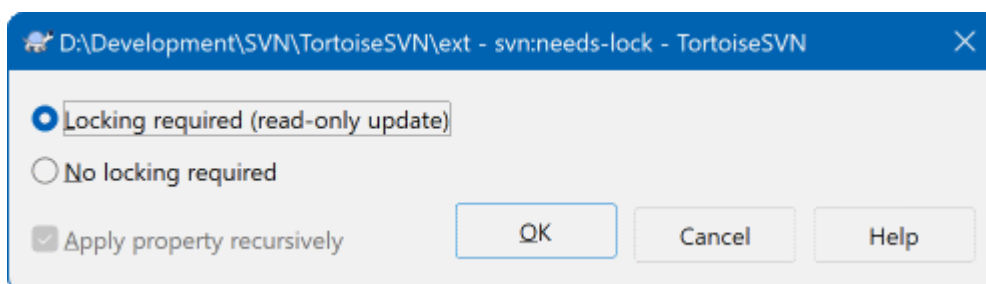 D:\Development\SVN\TortoiseSVN\ext - svn:needs-lock - TortoiseSVN
Locking required (read-only update)
No locking required
Apply property recursively
OK
Cancel
Help